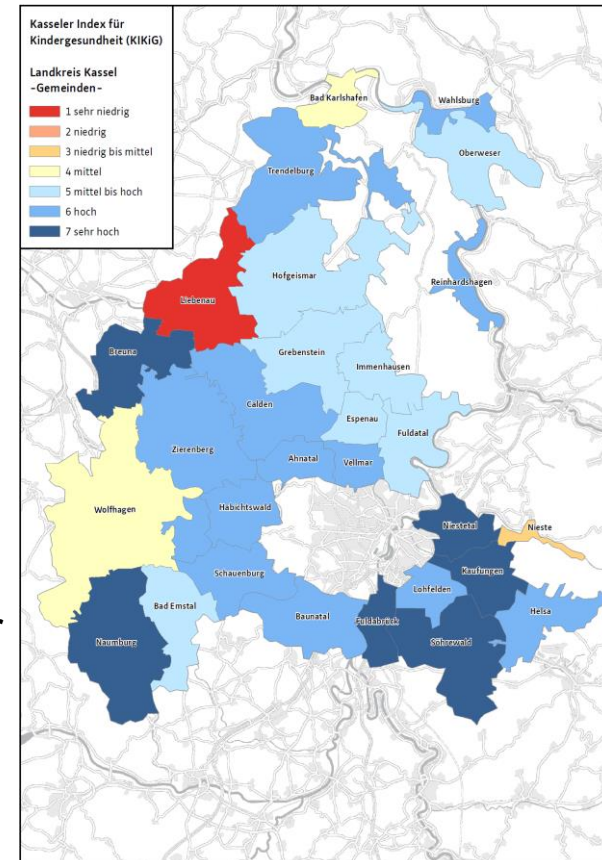 Kasseler Index für
Kindergesundheit (KIKiG)
Landkreis Kassel
-Gemeinden-
1 sehr niedrig
2 niedrig
3 niedrig bis mittel
4 mittel
5 mittel bis hoch
6 hoch
7 sehr hoch
Bad Karlshafen
Wahlsburg
Oberweser
Trendelburg
Hofgeismar
Reinhardshagen
Liebenau
Breuna
Grebenstein
Immenhausen
Calden
Espenau
Fuldatal
Zierenberg
Ahnatal
Vellmar
Wolfhagen
Habichtswald
Niestetal
Nieste
Kaufungen
Schauenburg
Lohfelden
Bad Emstal
Baunatal
Fuldabrück
Helsa
Naumburg
Söhrewald